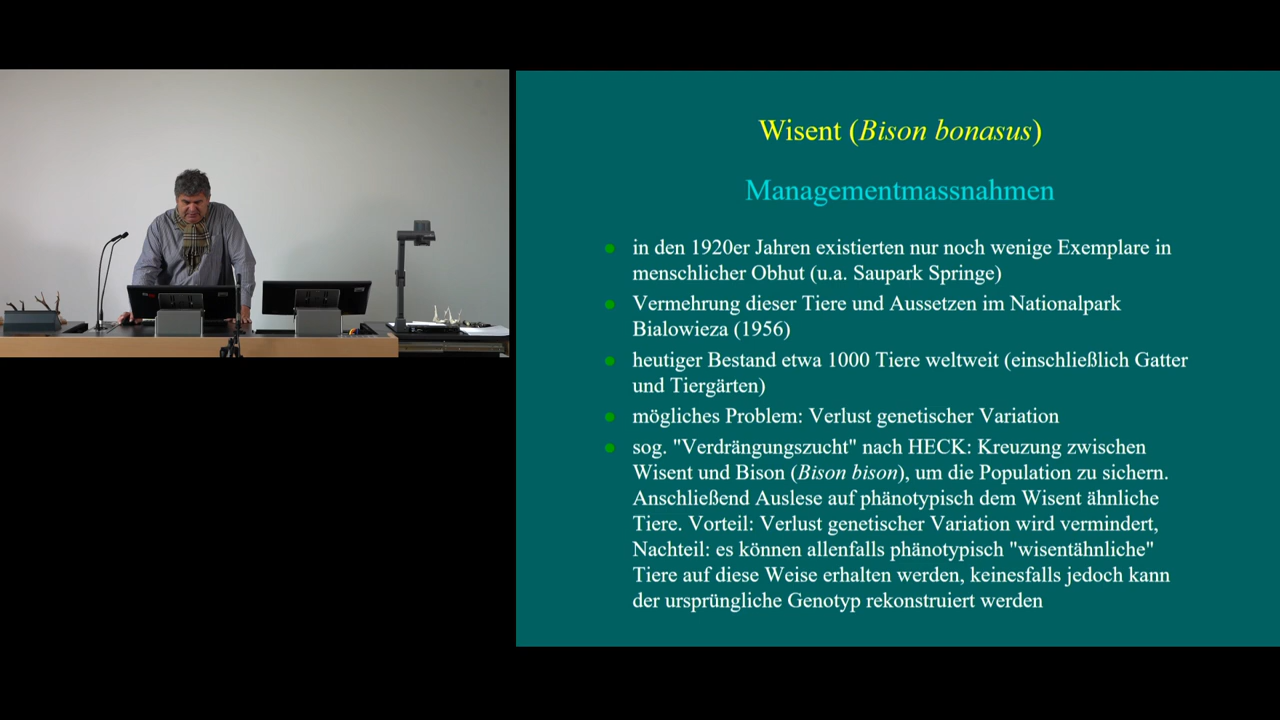 Wisent (Bison bonasus)
Managementmassnahmen
in den 1920er Jahren existierten nur noch wenige Exemplare in
menschlicher Obhut (u.a. Saupark Springe)
Vermehrung dieser Tiere und Aussetzen im Nationalpark
Bialowieza (1956)
heutiger Bestand etwa 1000 Tiere weltweit (einschließlich Gatter
und Tiergärten)
mögliches Problem: Verlust genetischer Variation
sog. "Verdrängungszucht" nach HECK: Kreuzung zwischen
Wisent und Bison (Bison bison), um die Population zu sichern.
Anschließend Auslese auf phänotypisch dem Wisent ähnliche
Tiere. Vorteil: Verlust genetischer Variation wird vermindert,
Nachteil: es können allenfalls phänotypisch "wisentähnliche"
Tiere auf diese Weise erhalten werden, keinesfalls jedoch kann
der ursprüngliche Genotyp rekonstruiert werden